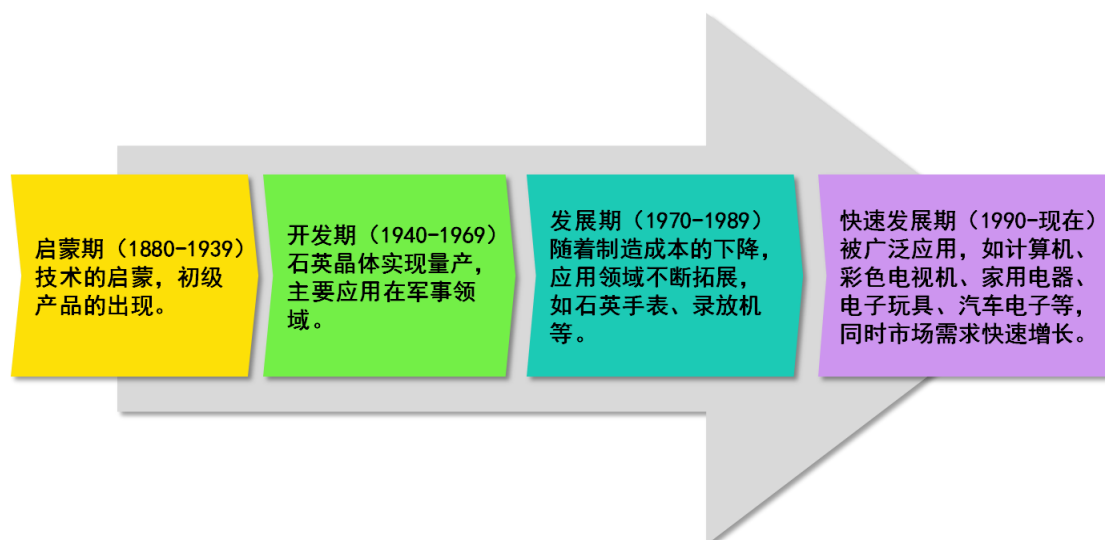 启蒙期（1880-1939）
技术的启蒙，初级
产品的出现。
开发期（1940-1969）
石英晶体实现量产，
主要应用在军事领
域。
发展期（1970-1989）
随着制造成本的下降，
应用领域不断拓展，
如石英手表、录放机
等。
快速发展期（1990-现在）
被广泛应用，如计算机、
彩色电视机、家用电器、
电子玩具、汽车电子等，
同时市场需求快速增长。